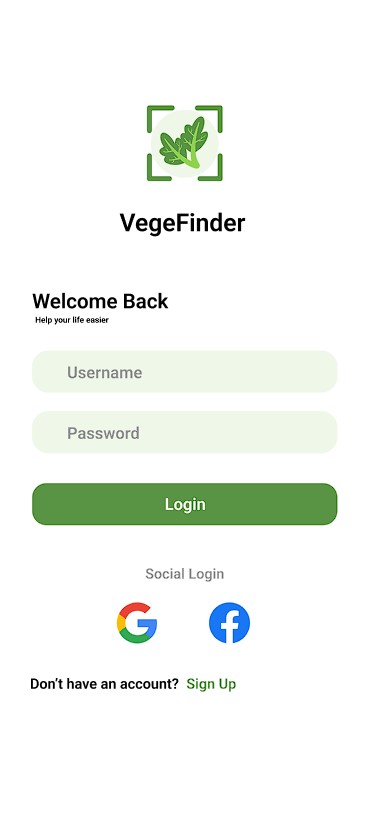 VegeFinder
Welcome Back
Help your life easier
Username
Password
Login
Social Login
Don't have an account? Sign Up